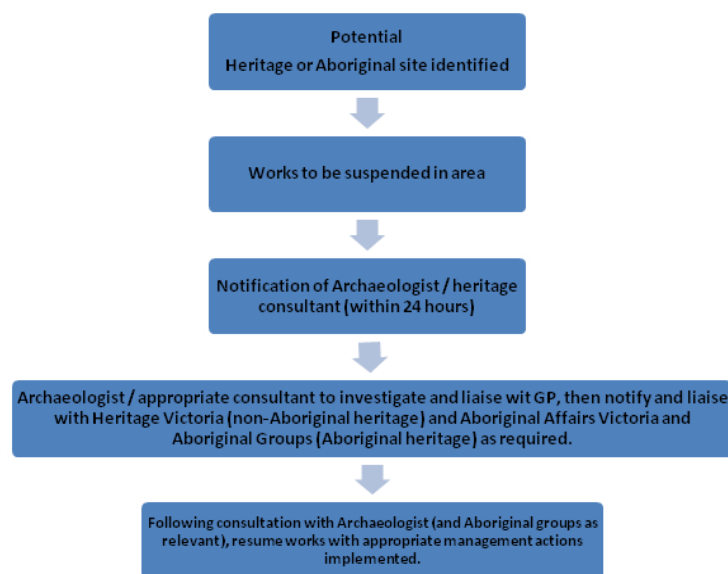 Potential
Heritage or Aboriginal site identified
Works to be suspended in area
Notification of Archaeologist / heritage
consultant (within 24 hours)
Archaeologist / appropriate consultant to investigate and liaise wit GP, then notify and liaise
with Heritage Victoria (non-Aboriginal heritage) and Aboriginal Affairs Victoria and
Aboriginal Groups (Aboriginal heritage) as required.
Following consultation with Archaeologist (and Aboriginal groups as
relevant), resume works with appropriate management actions
implemented.